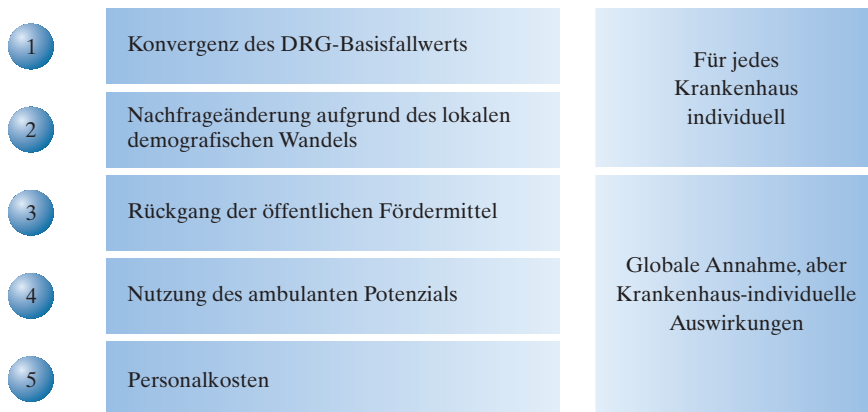 1
Konvergenz des DRG-Basisfallwerts
2
Nachfrageänderung aufgrund des lokalen
demografischen Wandels
Für jedes
Krankenhaus
individuell
3
Rückgang der öffentlichen Fördermittel
4
Nutzung des ambulanten Potenzials
5
Personalkosten
Globale Annahme, aber
Krankenhaus-individuelle
Auswirkungen